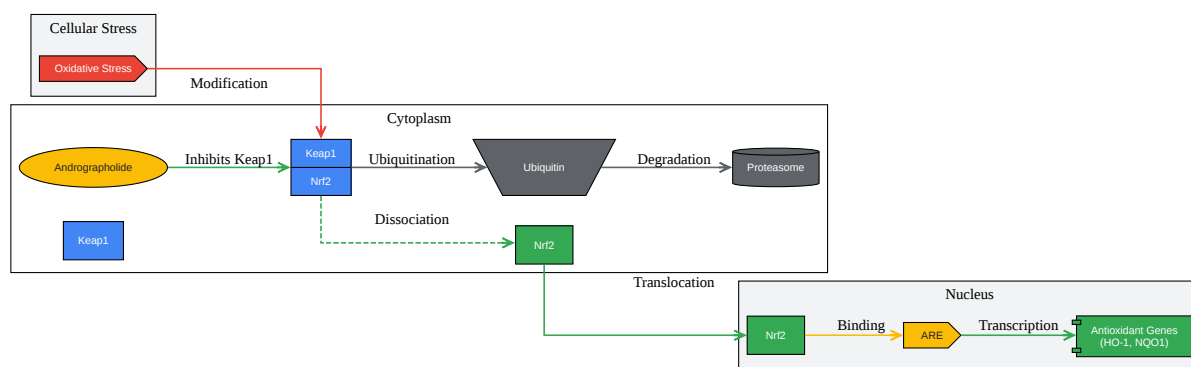 Cellular Stress
Oxidative Stress
Modification
Cytoplasm
Andrographolide
Inhibits Keap1
Keap1
Nrf2
Ubiquitination
Ubiquitin
Degradation
Proteasome
Dissociation
Keap1
Nrf2
Translocation
Nucleus
Nrf2
Binding
ARE
Transcription
Antioxidant Genes
(HO-1, NQO1)